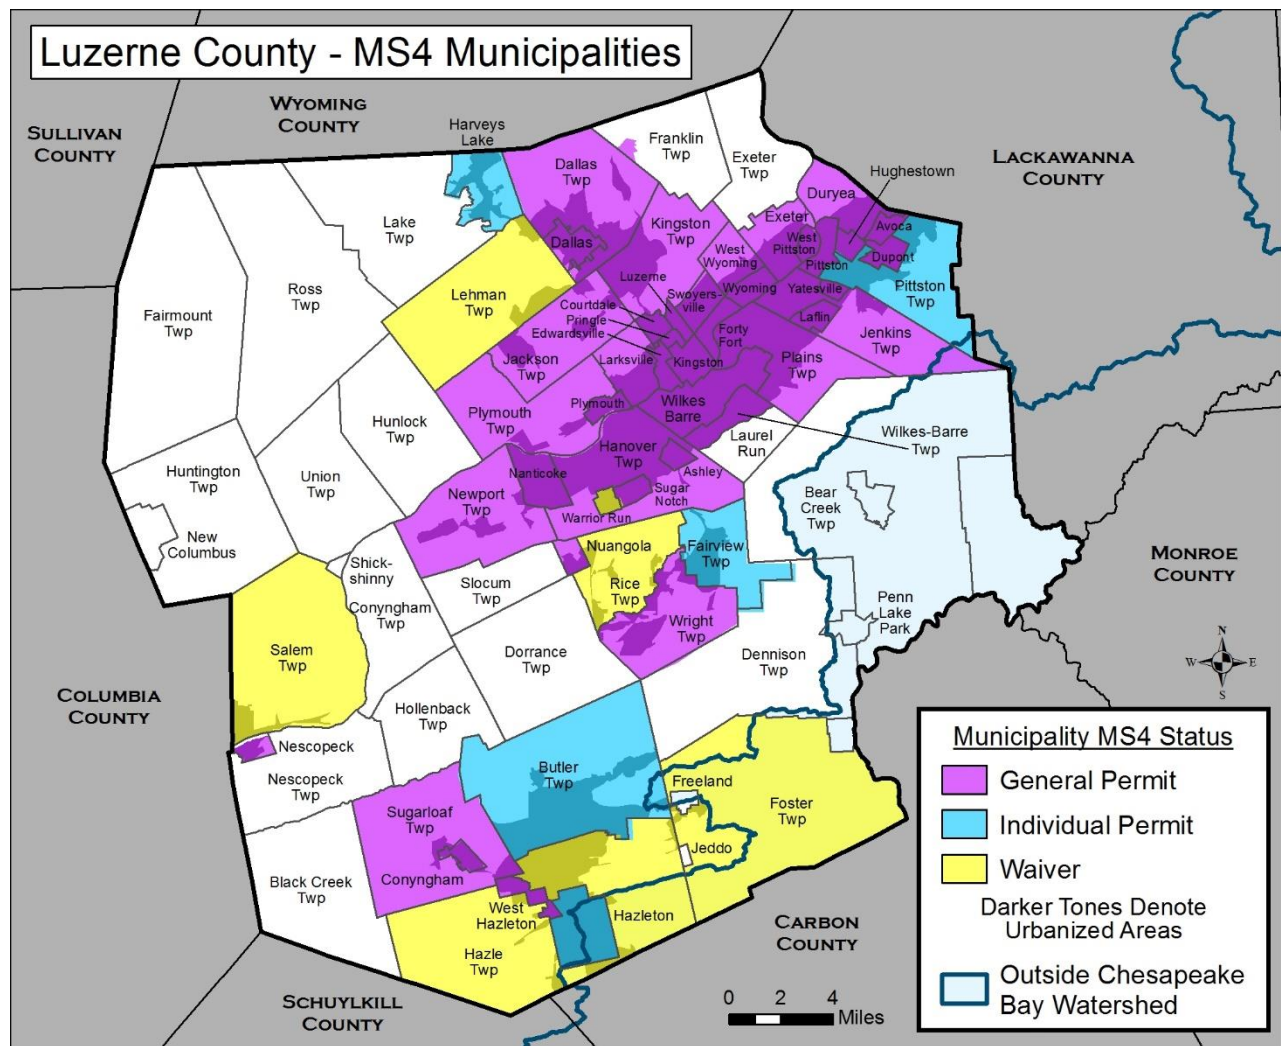 Luzerne County - MS4 Municipalities
WYOMING
COUNTY
SULLIVAN
COUNTY
LACKAWANNA
COUNTY
Harveys
Lake
Dallas
Twp
Franklin
Twp
Exeter
Twp
Hughestown
Duryea
Lake
Twp
Kingston
Twp
Exeter
Avoca
West
Pittston
Dallas
West
Wyoming
Pittston
Dupont
Luzerne
Ross
Twp
Lehman
Twp
Swoyers-
ville
Wyoming
Yatesville
Pittston
Twp
Fairmount
Twp
Courtdale
Pringle
Edwardsville
Forty
Fort
Laflin
Jenkins
Twp
Jackson
Twp
Larksville
Kingston
Plains
Twp
Plymouth
Twp
Plymouth
Wilkes
Barre
Hunlock
Twp
Laurel
Run
Wilkes-Barre
Twp
Hanover
Twp
Huntington
Twp
Union
Twp
Nanticoke
Ashley
Newport
Twp
Sugar
Notch
Bear
Creek
Twp
Warrior Run
New
Columbus
Nuangola
Fairview
Twp
MONROE
COUNTY
Shick-
shinny
Slocum
Twp
Rice
Twp
Conyngham
Twp
Penn
Lake
Park
Wright
Twp
Salem
Twp
Dorrance
Twp
Dennison
Twp
N
W
E
S
COLUMBIA
COUNTY
Hollenback
Twp
Nescopeck
Nescopeck
Twp
Butler
Twp
Freeland
Foster
Twp
Sugarloaf
Twp
Jeddo
Conyngham
Black Creek
Twp
West
Hazleton
Hazleton
Hazle
Twp
CARBON
COUNTY
SCHUYLKILL
COUNTY
0 2 4
Miles
Municipality MS4 Status
General Permit
Individual Permit
Waiver
Darker Tones Denote
Urbanized Areas
Outside Chesapeake
Bay Watershed